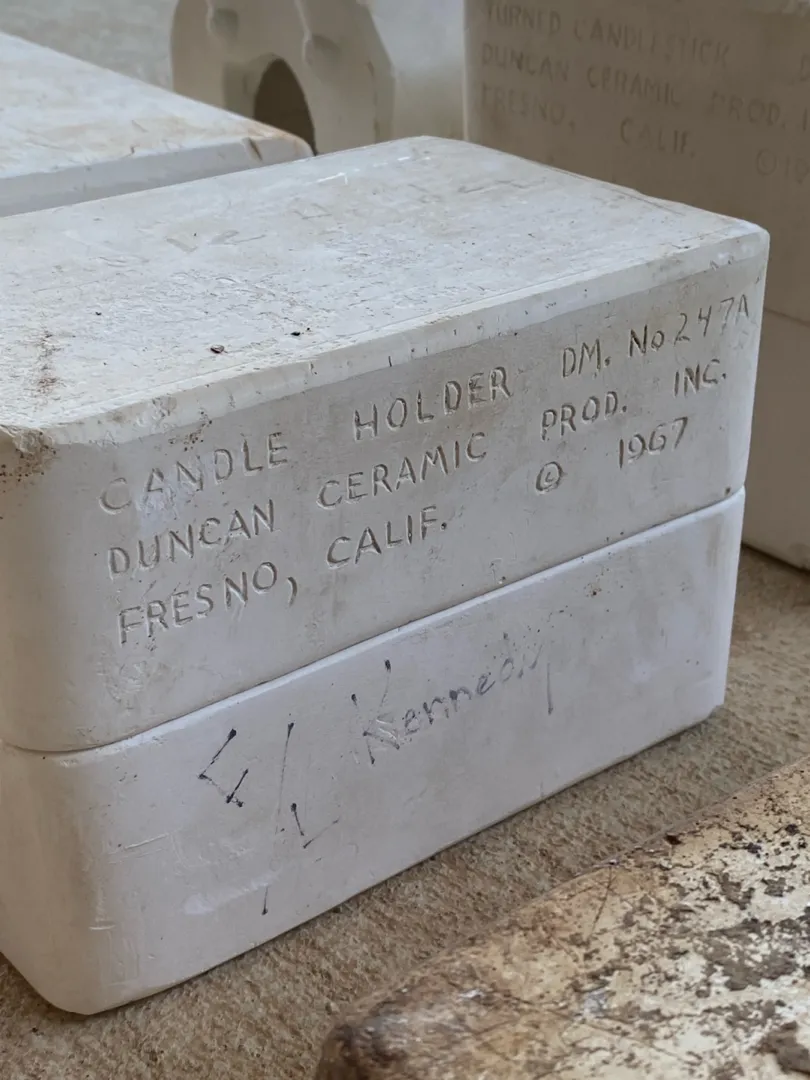 TURNED CANDLESTICK
DUNCAN CERAMIC PROD.
FRESNO, CALIF. ©
CANDLE HOLDER DM. No 247A
DUNCAN CERAMIC PROD. INC.
FRESNO, CALIF. © 1967
Kennedy